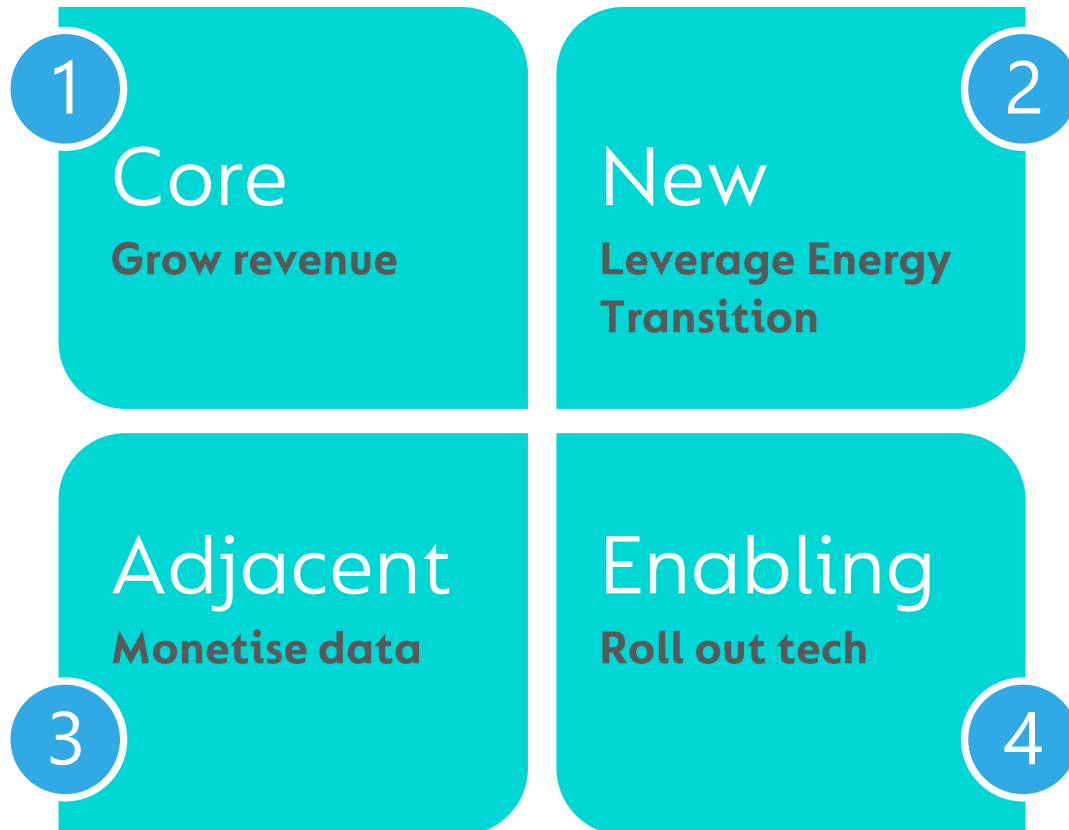 1
Core
Grow revenue
2
New
Leverage Energy
Transition
3
Adjacent
Monetise data
4
Enabling
Roll out tech